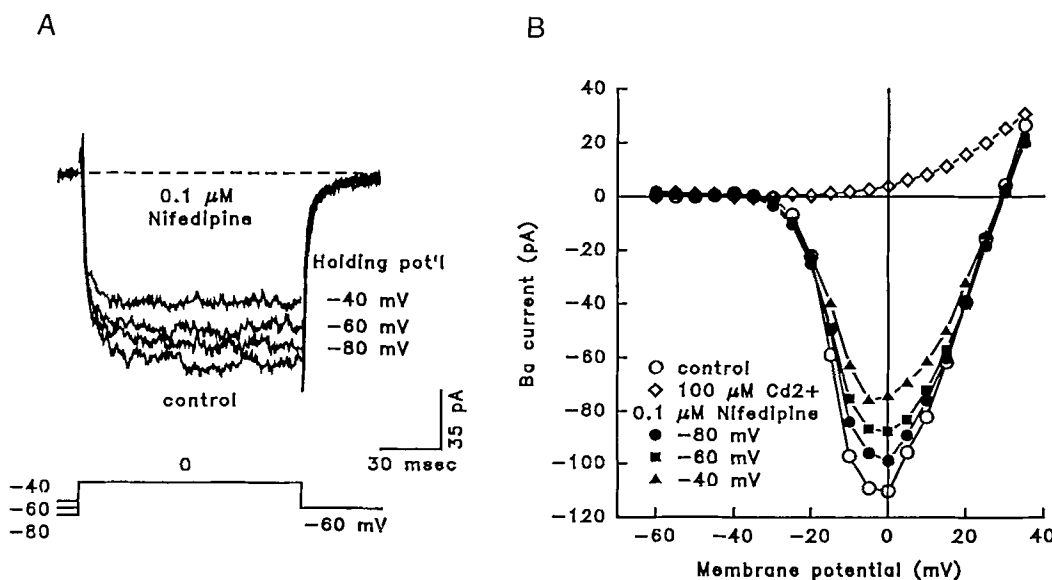 A
0.1 μM
Nifedipine
Holding pot'l
-40 mV
-60 mV
-80 mV
control
35 pA
30 msec
0
-40
-60
-80
-60 mV
B
40
20
0
-20
-40
-60
-80
-100
-120
Ba current (pA)
control
100 μM Cd2+
0.1 μM Nifedipine
-80 mV
-60 mV
-40 mV
-60 -40 -20 0 20 40
Membrane potential (mV)